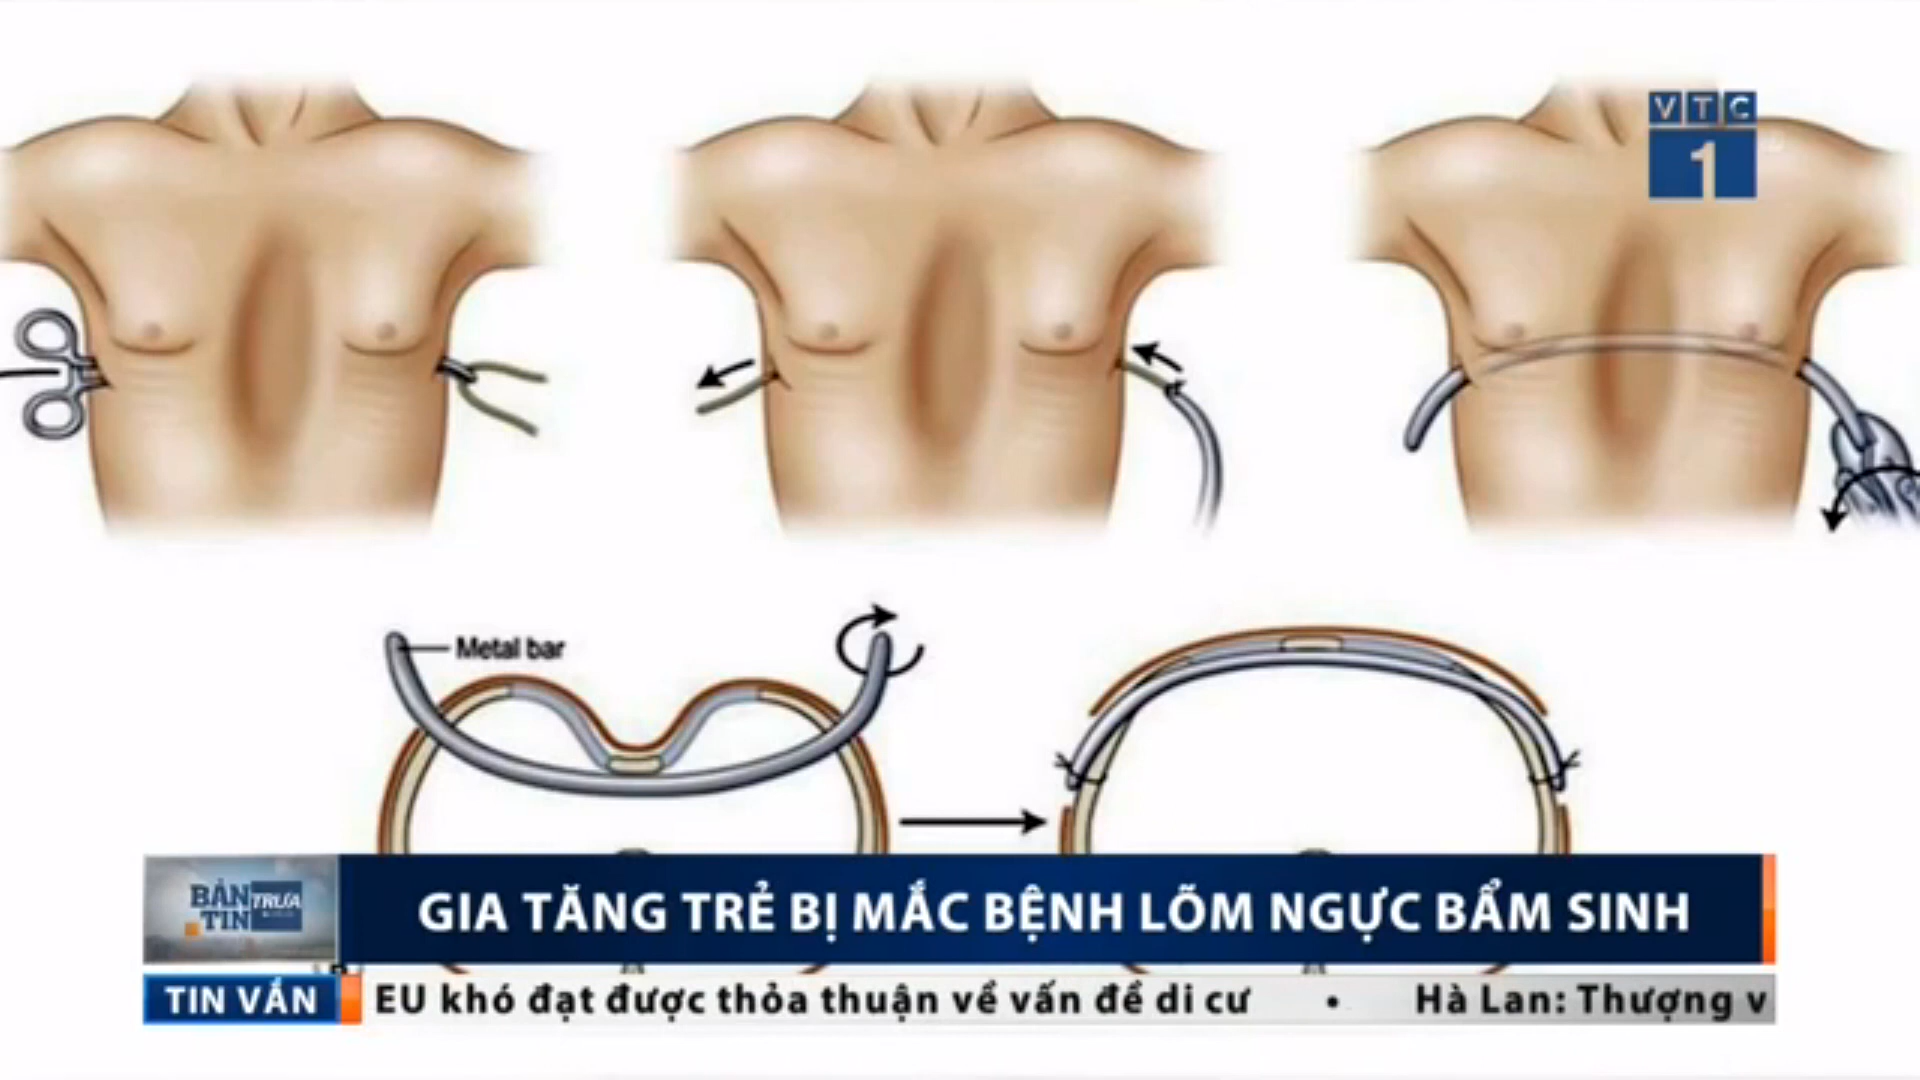 VTC
1
Metal bar
BẢN TIN TRƯA
GIA TĂNG TRẺ BỊ MẮC BỆNH LÕM NGỰC BẨM SINH
TIN VẮN
EU khó đạt được thỏa thuận về vấn đề di cư • Hà Lan: Thượng v